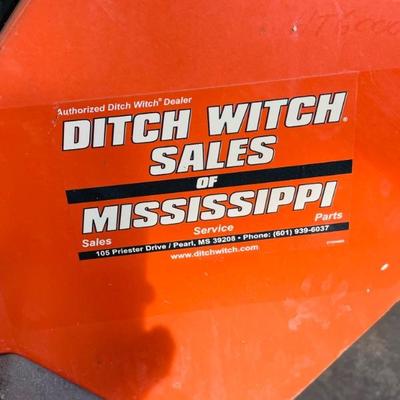 Authorized Ditch Witch® Dealer
DITCH WITCH®
SALES
OF
MISSISSIPPI
Sales Service Parts
105 Priester Drive / Pearl, MS 39208 • Phone: (601) 939-6037
www.ditchwitch.com